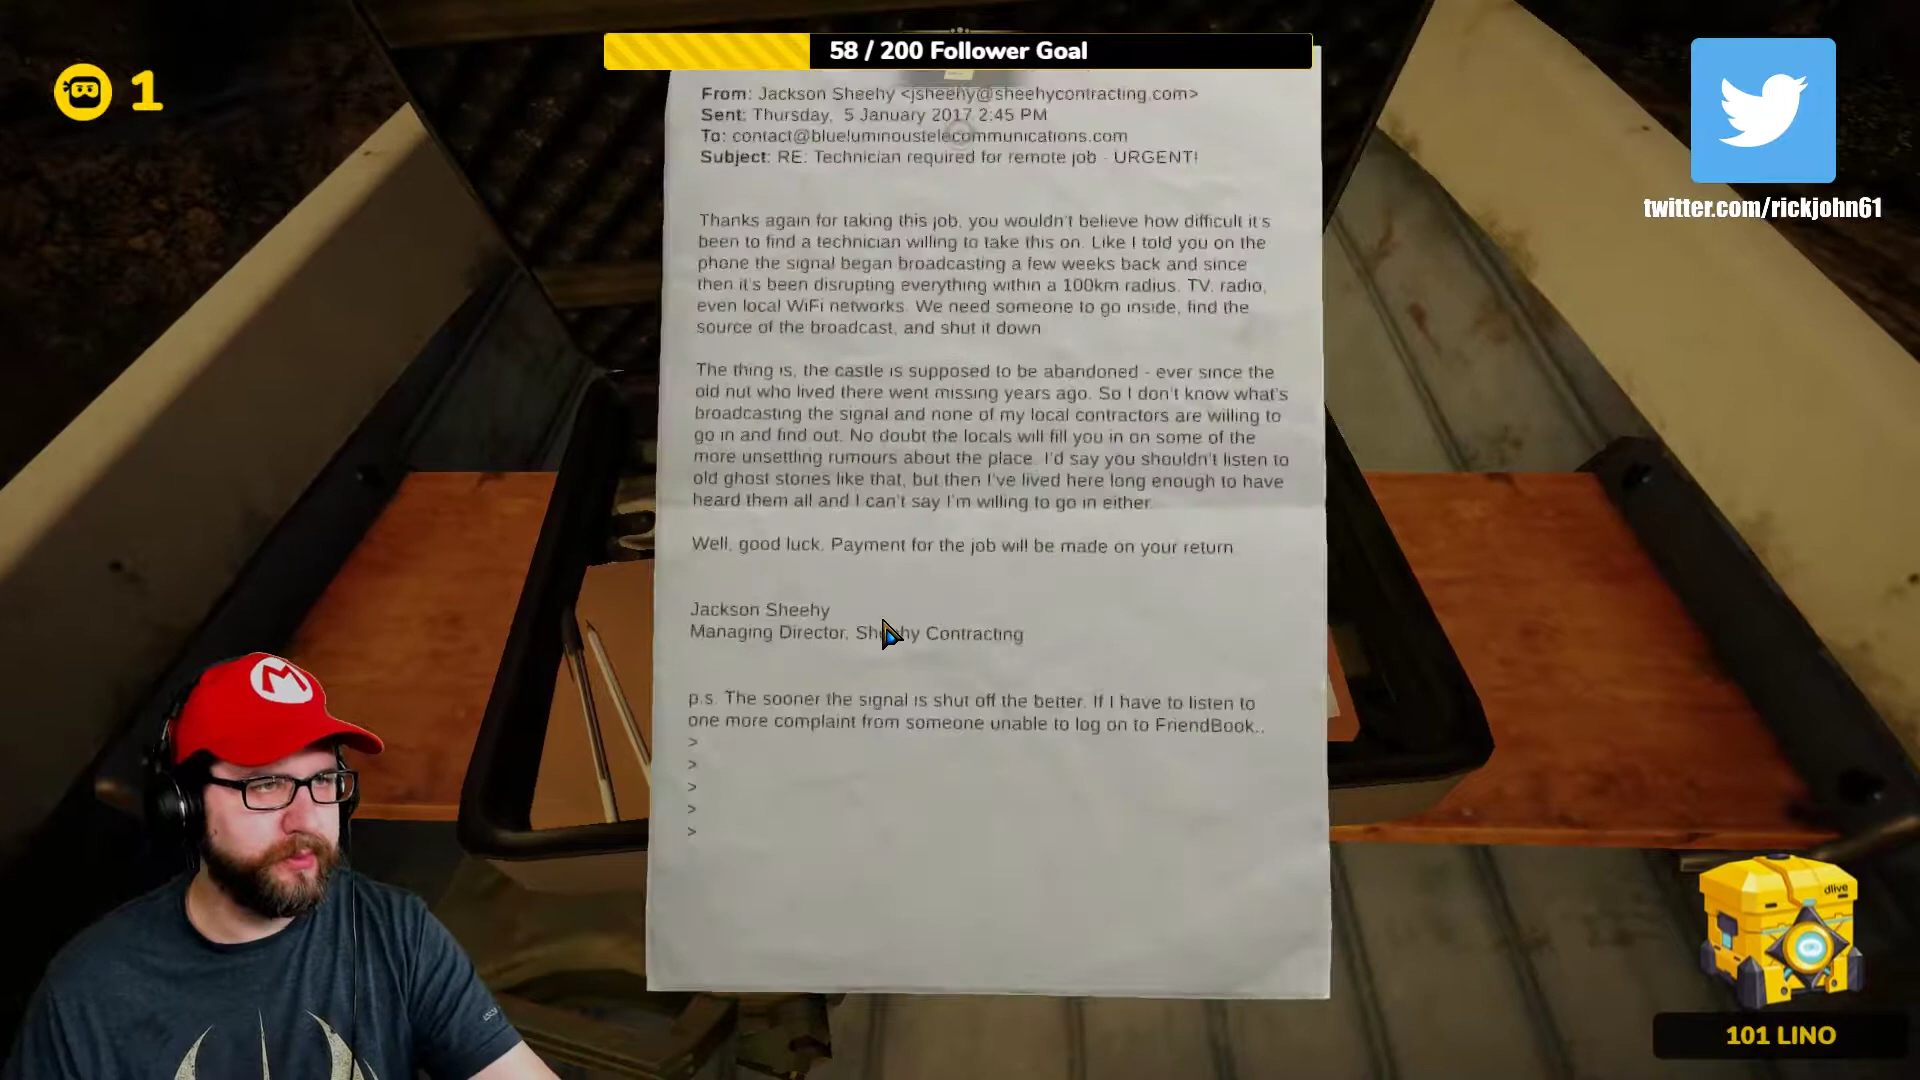 58 / 200 Follower Goal
1
From: Jackson Sheehy <jsheehy@sheehycontracting.com>
Sent: Thursday, 5 January 2017 2:45 PM
To: contact@blueluminoustelecommunications.com
Subject: RE: Technician required for remote job - URGENT!
twitter.com/rickjohn61
Thanks again for taking this job, you wouldn't believe how difficult it's
been to find a technician willing to take this on. Like I told you on the
phone the signal began broadcasting a few weeks back and since
then it's been disrupting everything within a 100km radius. TV, radio,
even local WiFi networks. We need someone to go inside, find the
source of the broadcast, and shut it down
The thing is, the castle is supposed to be abandoned - ever since the
old nut who lived there went missing years ago. So I don't know what's
broadcasting the signal and none of my local contractors are willing to
go in and find out. No doubt the locals will fill you in on some of the
more unsettling rumours about the place. I'd say you shouldn't listen to
old ghost stories like that, but then I've lived here long enough to have
heard them all and I can't say I'm willing to go in either.
Well, good luck. Payment for the job will be made on your return
Jackson Sheehy
Managing Director, Sheehy Contracting
p.s. The sooner the signal is shut off the better. If I have to listen to
one more complaint from someone unable to log on to FriendBook..
>
>
>
>
>
M
dlive
101 LINO